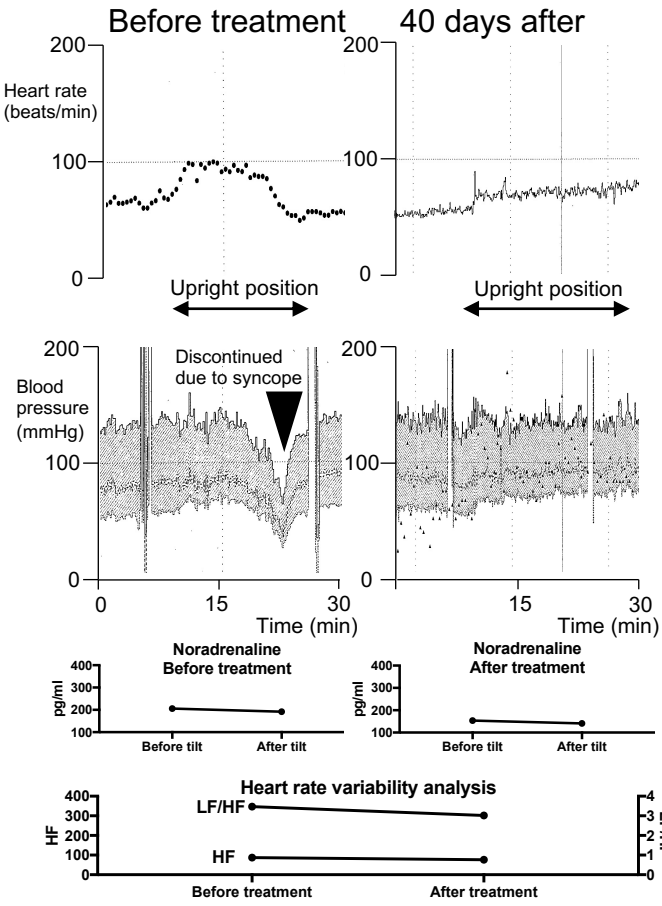 Before treatment
40 days after
Heart rate
(beats/min)
200
100
0
200
100
0
Upright position
Upright position
Blood
pressure
(mmHg)
200
100
0
Discontinued
due to syncope
200
100
0
0
15
30
Time (min)
15
30
Time (min)
Noradrenaline
Before treatment
pg/ml
400
300
200
100
Before tilt
After tilt
Noradrenaline
After treatment
pg/ml
400
300
200
100
Before tilt
After tilt
Heart rate variability analysis
HF
400
300
200
100
0
LF/HF
HF
4
3
2
1
0
Before treatment
After treatment